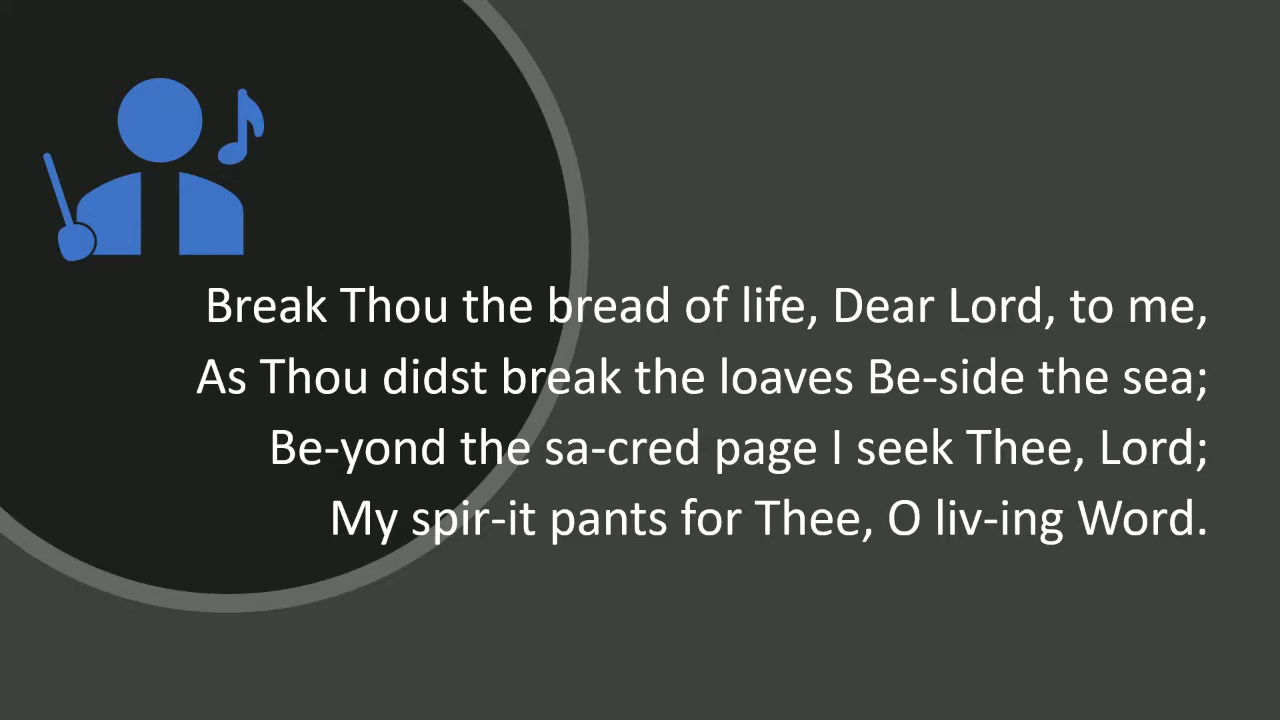 Break Thou the bread of life, Dear Lord, to me,
As Thou didst break the loaves Be-side the sea;
Be-yond the sa-cred page I seek Thee, Lord;
My spir-it pants for Thee, O liv-ing Word.